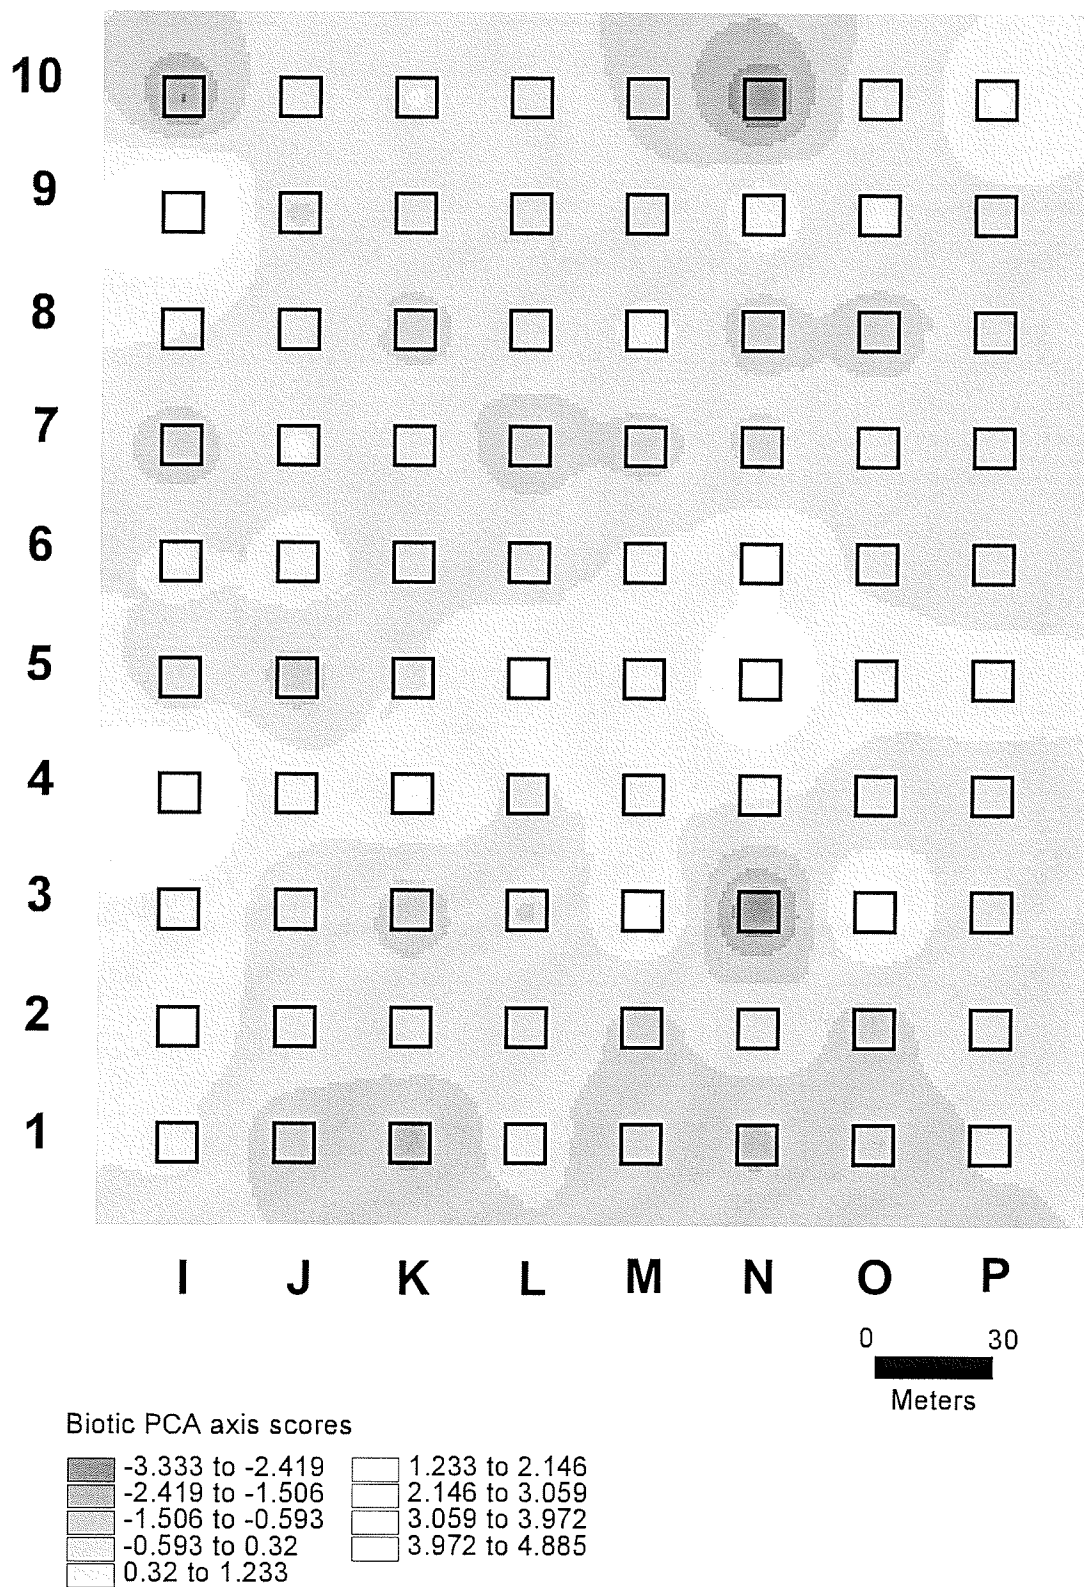 10
9
8
7
6
5
4
3
2
1
I J K L M N O P
0 30
Meters
Biotic PCA axis scores
-3.333 to -2.419 1.233 to 2.146
-2.419 to -1.506 2.146 to 3.059
-1.506 to -0.593 3.059 to 3.972
-0.593 to 0.32 3.972 to 4.885
0.32 to 1.233